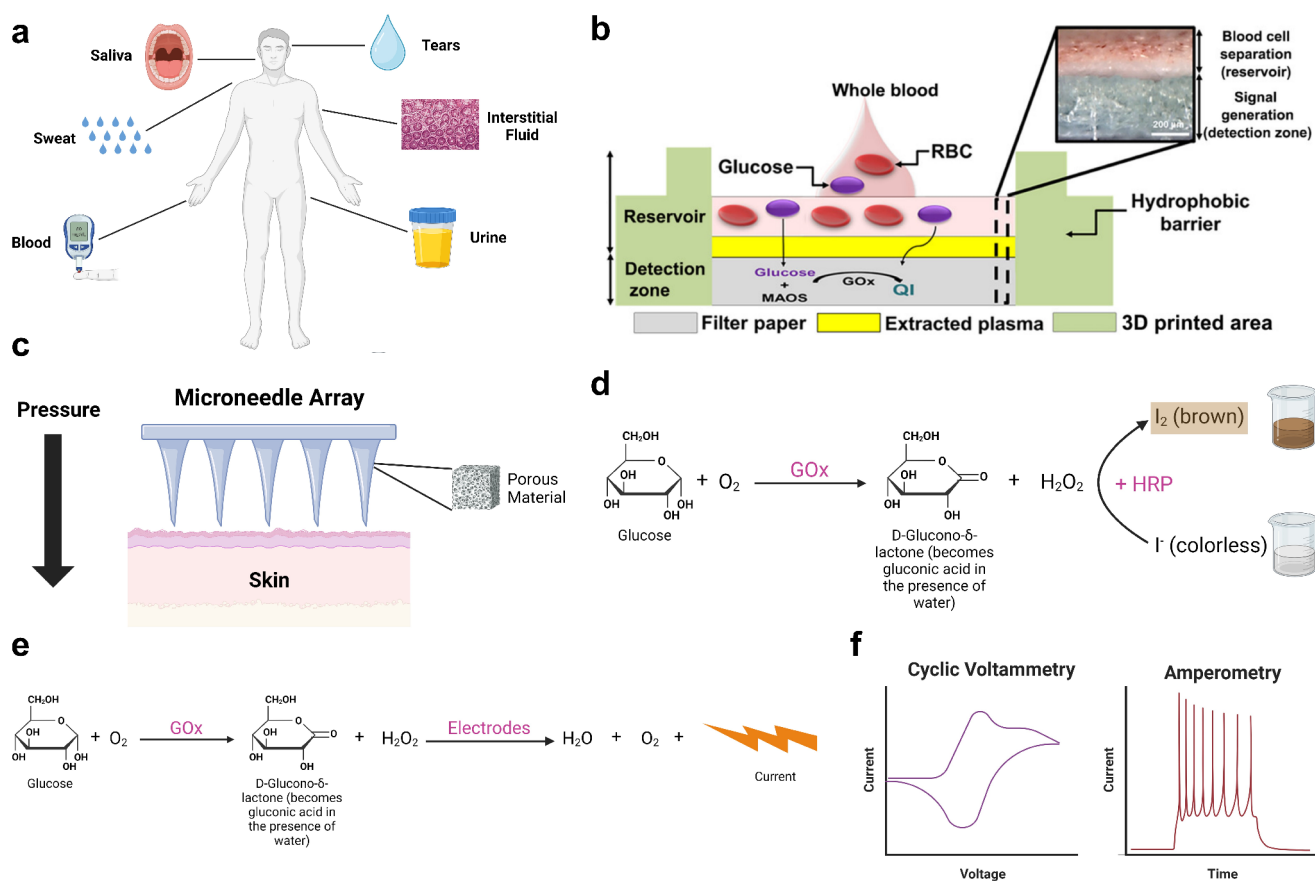 a
Saliva
Tears
Sweat
Interstitial
Fluid
Blood
Urine
b
Whole blood
Glucose
RBC
Reservoir
Detection
zone
Glucose
+
MAOS
GOx
QI
Hydrophobic
barrier
Blood cell
separation
(reservoir)
Signal
generation
(detection zone)
200 μm
Filter paper
Extracted plasma
3D printed area
c
Pressure
Microneedle Array
Porous
Material
Skin
d
CH₂OH
O
OH
OH
OH
OH
Glucose
+ O₂
GOx
CH₂OH
O
O
OH
OH
OH
D-Glucono-δ-
lactone (becomes
gluconic acid in
the presence of
water)
+ H₂O₂
I₂ (brown)
+ HRP
I⁻ (colorless)
e
CH₂OH
O
OH
OH
OH
OH
Glucose
+ O₂
GOx
CH₂OH
O
O
OH
OH
OH
D-Glucono-δ-
lactone (becomes
gluconic acid in
the presence of
water)
+ H₂O₂
Electrodes
H₂O + O₂ +
Current
f
Cyclic Voltammetry
Current
Voltage
Amperometry
Current
Time